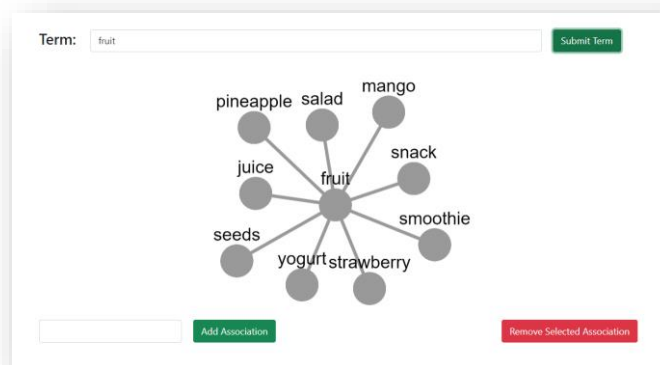 Term:
fruit
Submit Term
mango
pineapple salad
snack
juice
fruit
smoothie
seeds
yogurt strawberry
Add Association
Remove Selected Association